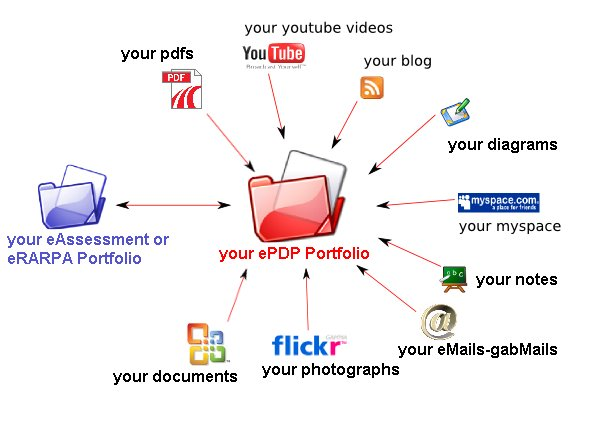 your youtube videos
your pdfs
YouTube
Broadcast Yourself™
your blog
PDF
your diagrams
myspace.com.
a place for friends
your myspace
your eAssessment or
eRARPA Portfolio
your ePDP Portfolio
abc
your notes
@
your eMails-gabMails
flickr
your photographs
your documents